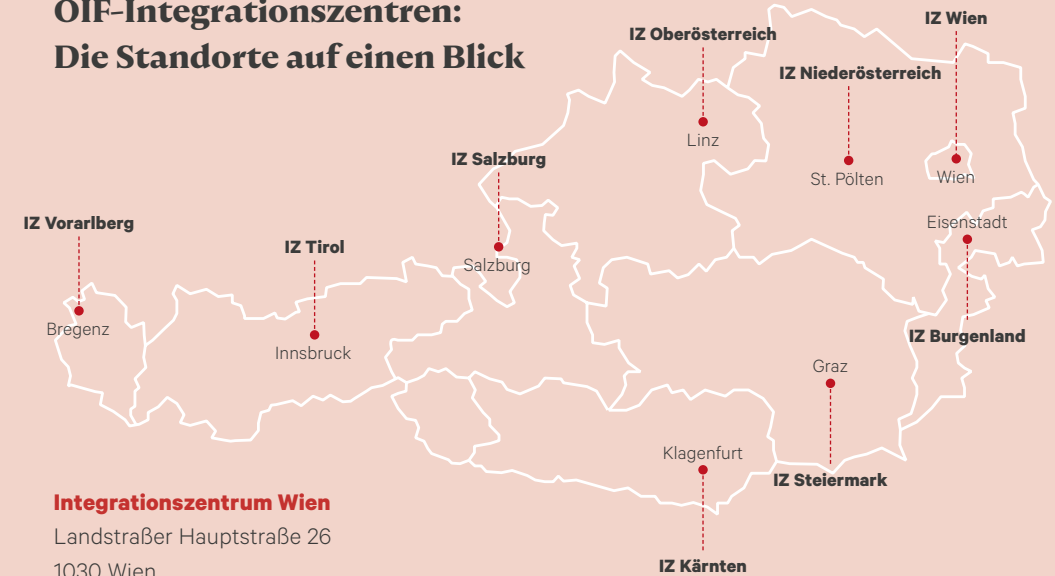 ÖIF-Integrationszentren:
Die Standorte auf einen Blick
IZ Wien
IZ Oberösterreich
IZ Niederösterreich
Linz
IZ Salzburg
St. Pölten
Wien
IZ Vorarlberg
Eisenstadt
IZ Tirol
Salzburg
Bregenz
IZ Burgenland
Innsbruck
Graz
Klagenfurt
IZ Steiermark
Integrationszentrum Wien
Landstraßer Hauptstraße 26
IZ Kärnten
1030 Wien